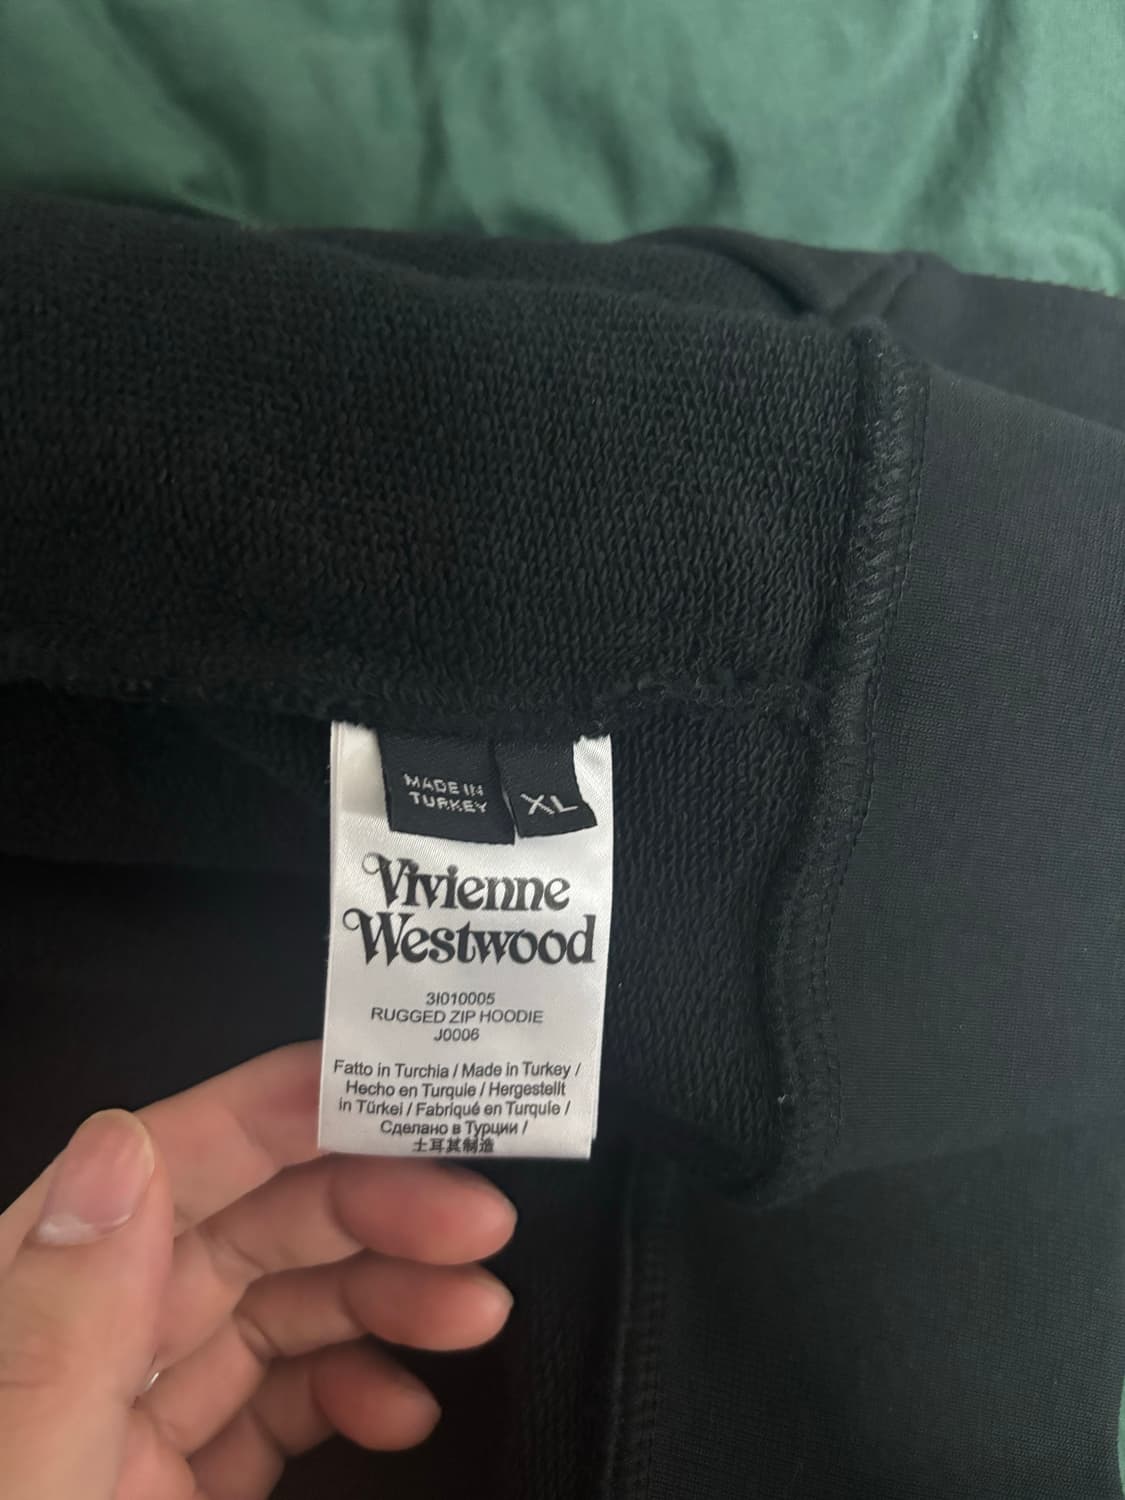 MADE IN
TURKEY
XL
Vivienne
Westwood
3I010005
RUGGED ZIP HOODIE
J0006
Fatto in Turchia / Made in Turkey /
Hecho en Turquie / Hergestellt
in Türkei / Fabriqué en Turquie /
Сделано в Турции /
土耳其制造